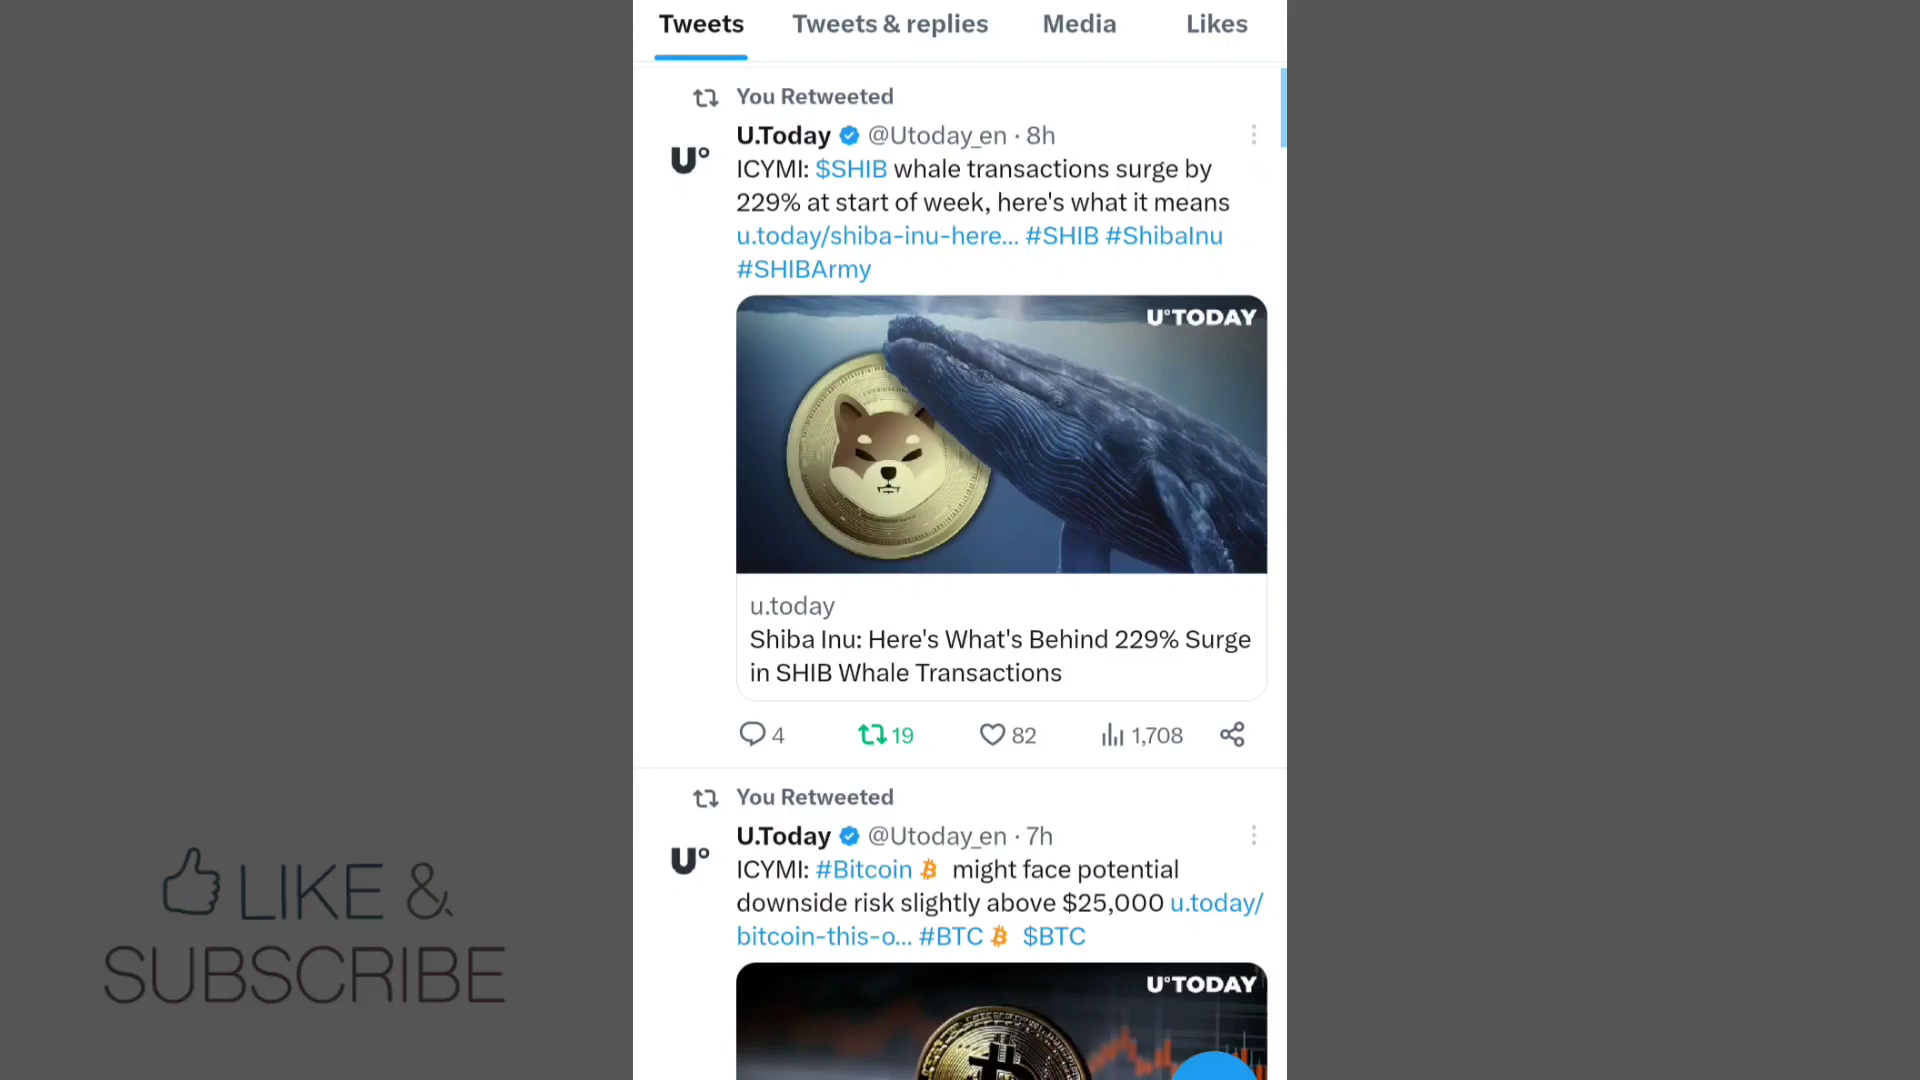 Tweets Tweets & replies Media Likes
You Retweeted
U.Today @Utoday_en · 8h
U°
ICYMI: $SHIB whale transactions surge by
229% at start of week, here's what it means
u.today/shiba-inu-here... #SHIB #ShibaInu
#SHIBArmy
U°TODAY
u.today
Shiba Inu: Here's What's Behind 229% Surge
in SHIB Whale Transactions
4 19 82 1,708
You Retweeted
U.Today @Utoday_en · 7h
U°
ICYMI: #Bitcoin might face potential
downside risk slightly above $25,000 u.today/
bitcoin-this-o... #BTC $BTC
U°TODAY
LIKE &
SUBSCRIBE